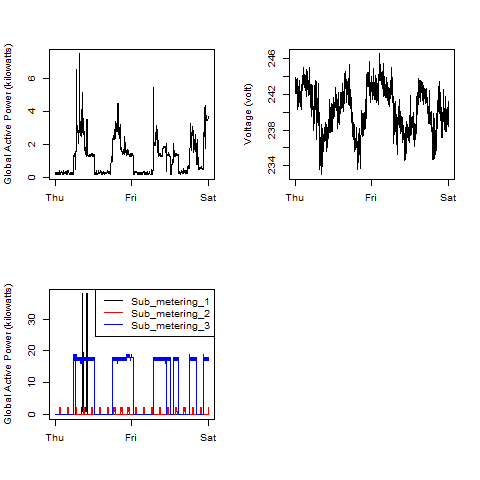 Global Active Power (kilowatts)
0 2 4 6
Thu Fri Sat
Voltage (volt)
234 238 242 246
Thu Fri Sat
Global Active Power (kilowatts)
0 10 20 30
Sub_metering_1
Sub_metering_2
Sub_metering_3
Thu Fri Sat